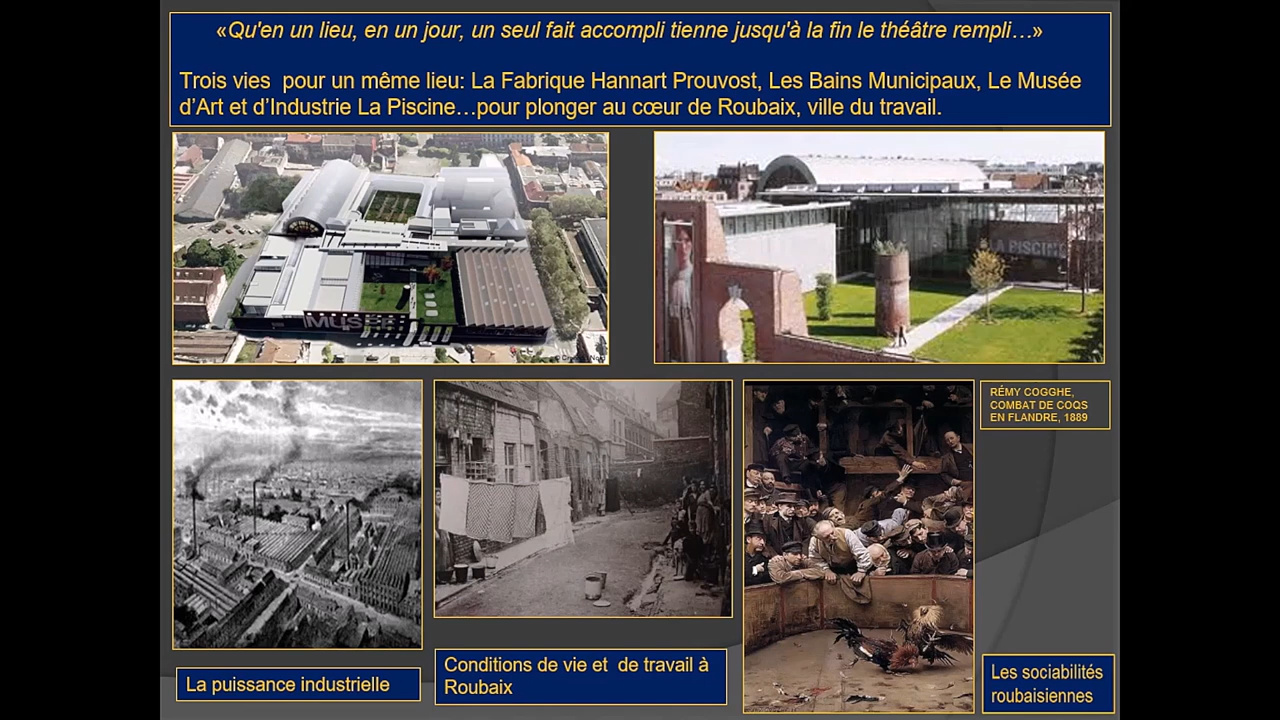 «Qu'en un lieu, en un jour, un seul fait accompli tienne jusqu'à la fin le théâtre rempli…»
Trois vies pour un même lieu: La Fabrique Hannart Prouvost, Les Bains Municipaux, Le Musée
d’Art et d’Industrie La Piscine…pour plonger au cœur de Roubaix, ville du travail.
MUSEE
LA PISCINE
RÉMY COGGHE,
COMBAT DE COQS
EN FLANDRE, 1889
La puissance industrielle
Conditions de vie et de travail à
Roubaix
Les sociabilités
roubaisiennes